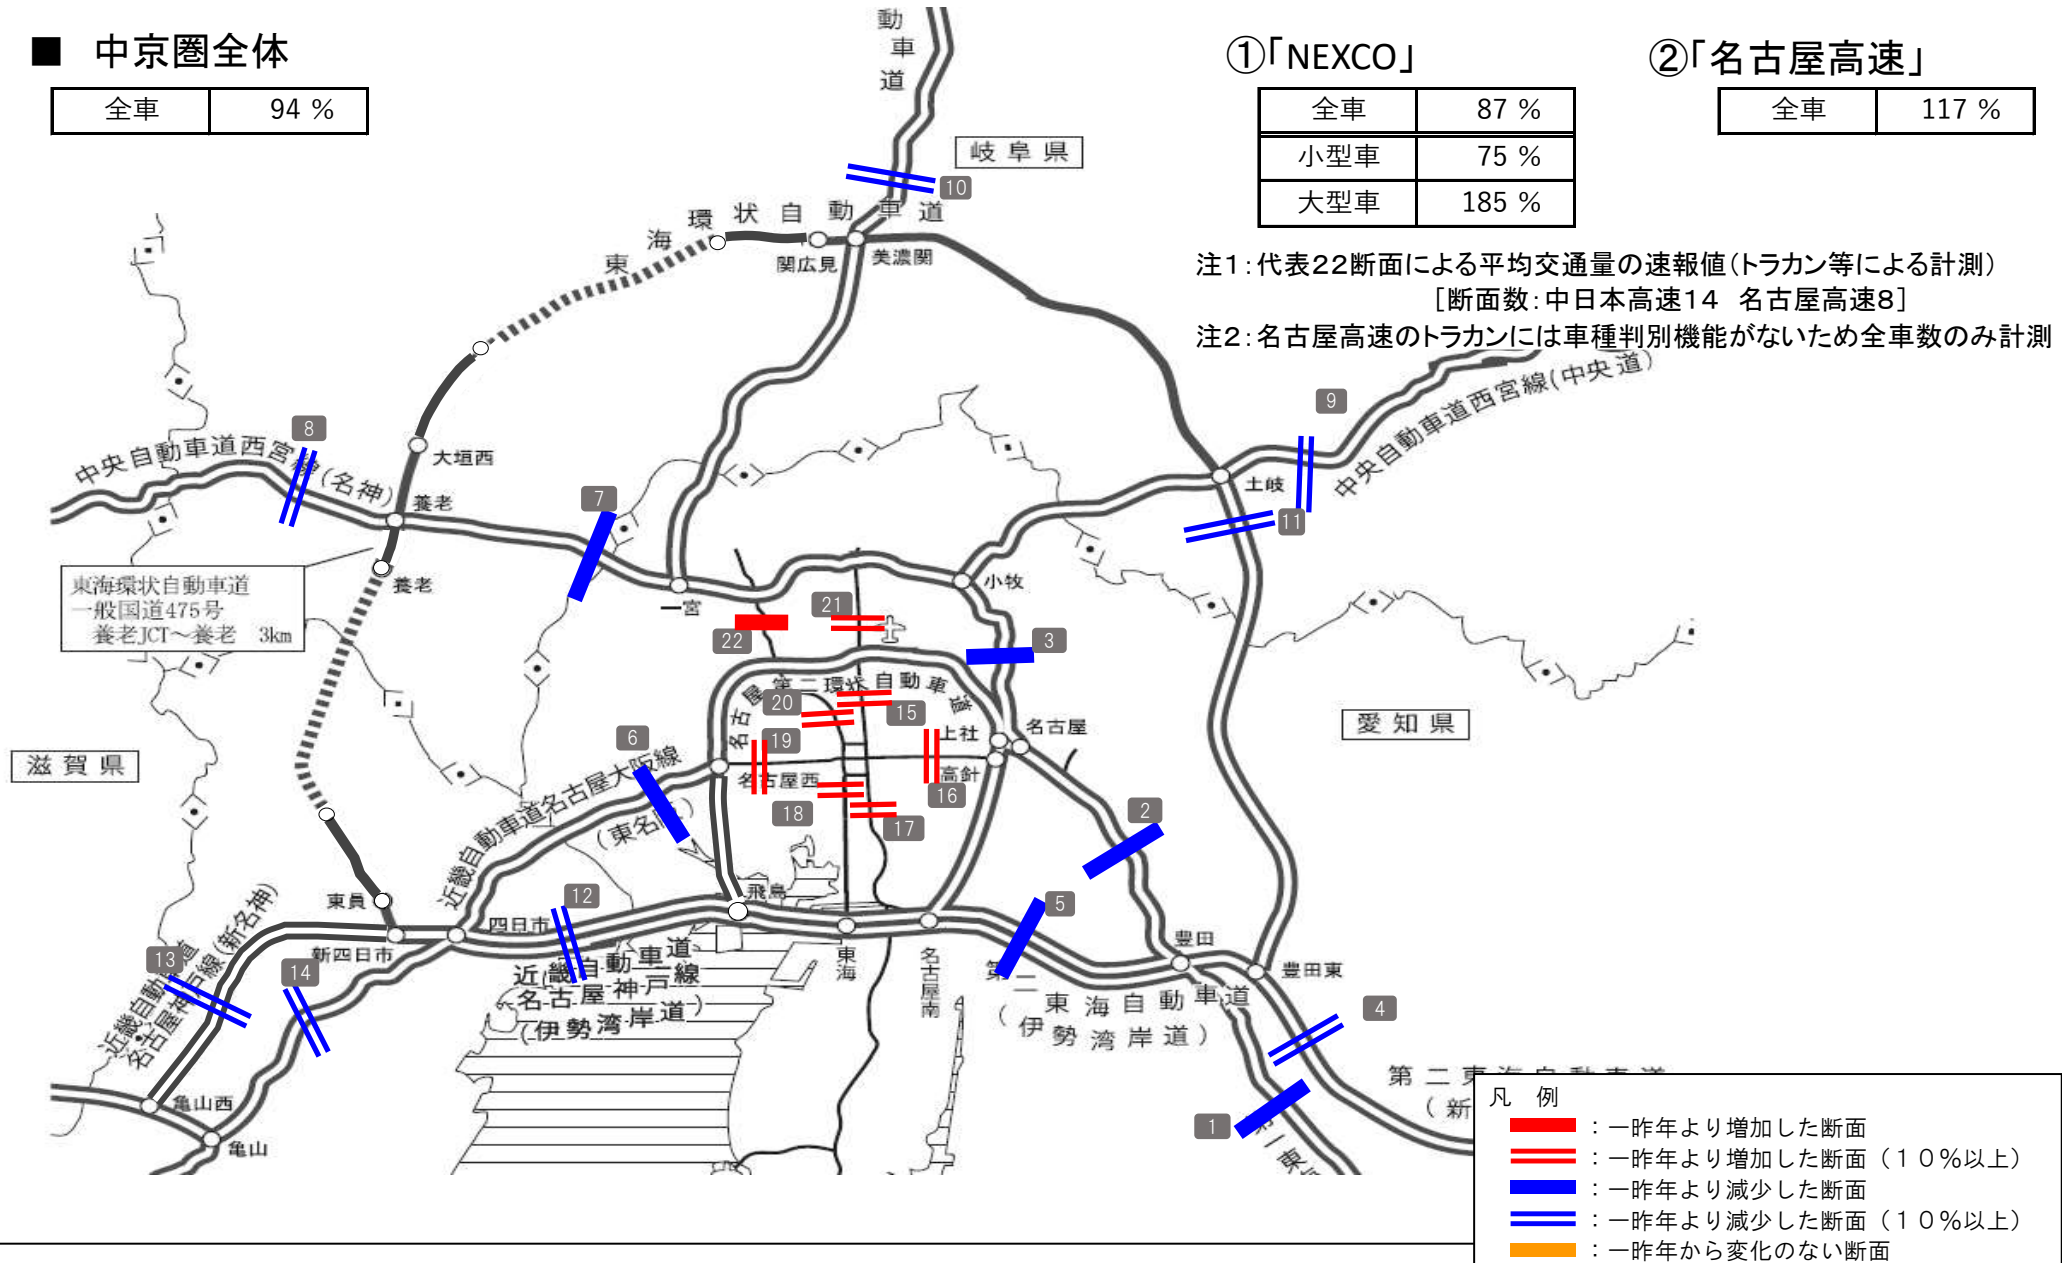 ■ 中京圏全体
全車 94 %
①「NEXCO」
全車 87 %
小型車 75 %
大型車 185 %
②「名古屋高速」
全車 117 %
注1:代表22断面による平均交通量の速報値(トラカン等による計測)
[断面数:中日本高速14 名古屋高速8]
注2:名古屋高速のトラカンには車種判別機能がないため全車数のみ計測
動車道
岐阜県
10
東海環状自動車道
関広見
美濃関
9
中央自動車道西宮線(中央道)
8
中央自動車道西宮線(名神)
大垣西
養老
7
土岐
11
養老
東海環状自動車道
一般国道475号
養老JCT～養老 3km
一宮
小牧
21
22
3
名古屋第二環状自動車道
20
15
19
上社
名古屋
愛知県
滋賀県
6
名古屋西
高針
16
18
17
2
近畿自動車道名古屋大阪線
(東名阪)
東員
12
飛島
5
四日市
新四日市
東海
名古屋南
豊田
豊田東
13
14
近畿自動車道
名古屋神戸線(新名神)
近畿自動車道
名古屋神戸線
(伊勢湾岸道)
第二東海自動車道
(伊勢湾岸道)
4
亀山西
亀山
1
第二東海自動車道
(新
第一東
凡 例
:一昨年より増加した断面
:一昨年より増加した断面(10%以上)
:一昨年より減少した断面
:一昨年より減少した断面(10%以上)
:一昨年から変化のない断面